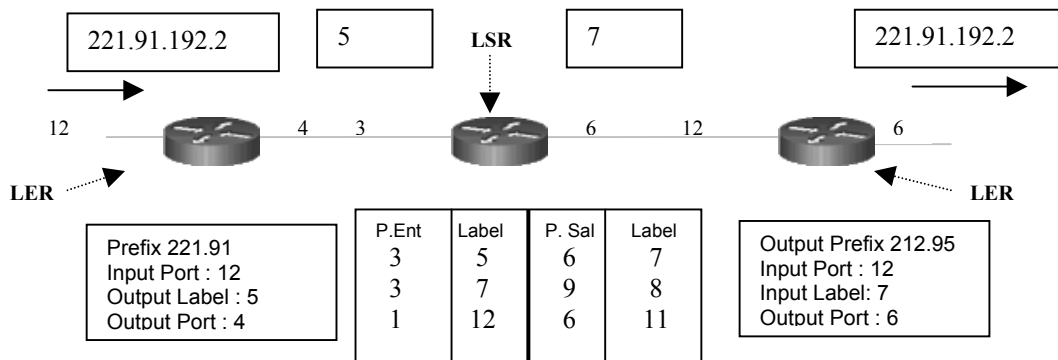 221.91.192.2 5 LSR 7 221.91.192.2
12 4 3 6 12 6
LER LER
Prefix 221.91
Input Port : 12
Output Label : 5
Output Port : 4
P.Ent Label P. Sal Label
3 5 6 7
3 7 9 8
1 12 6 11
Output Prefix 212.95
Input Port : 12
Input Label: 7
Output Port : 6